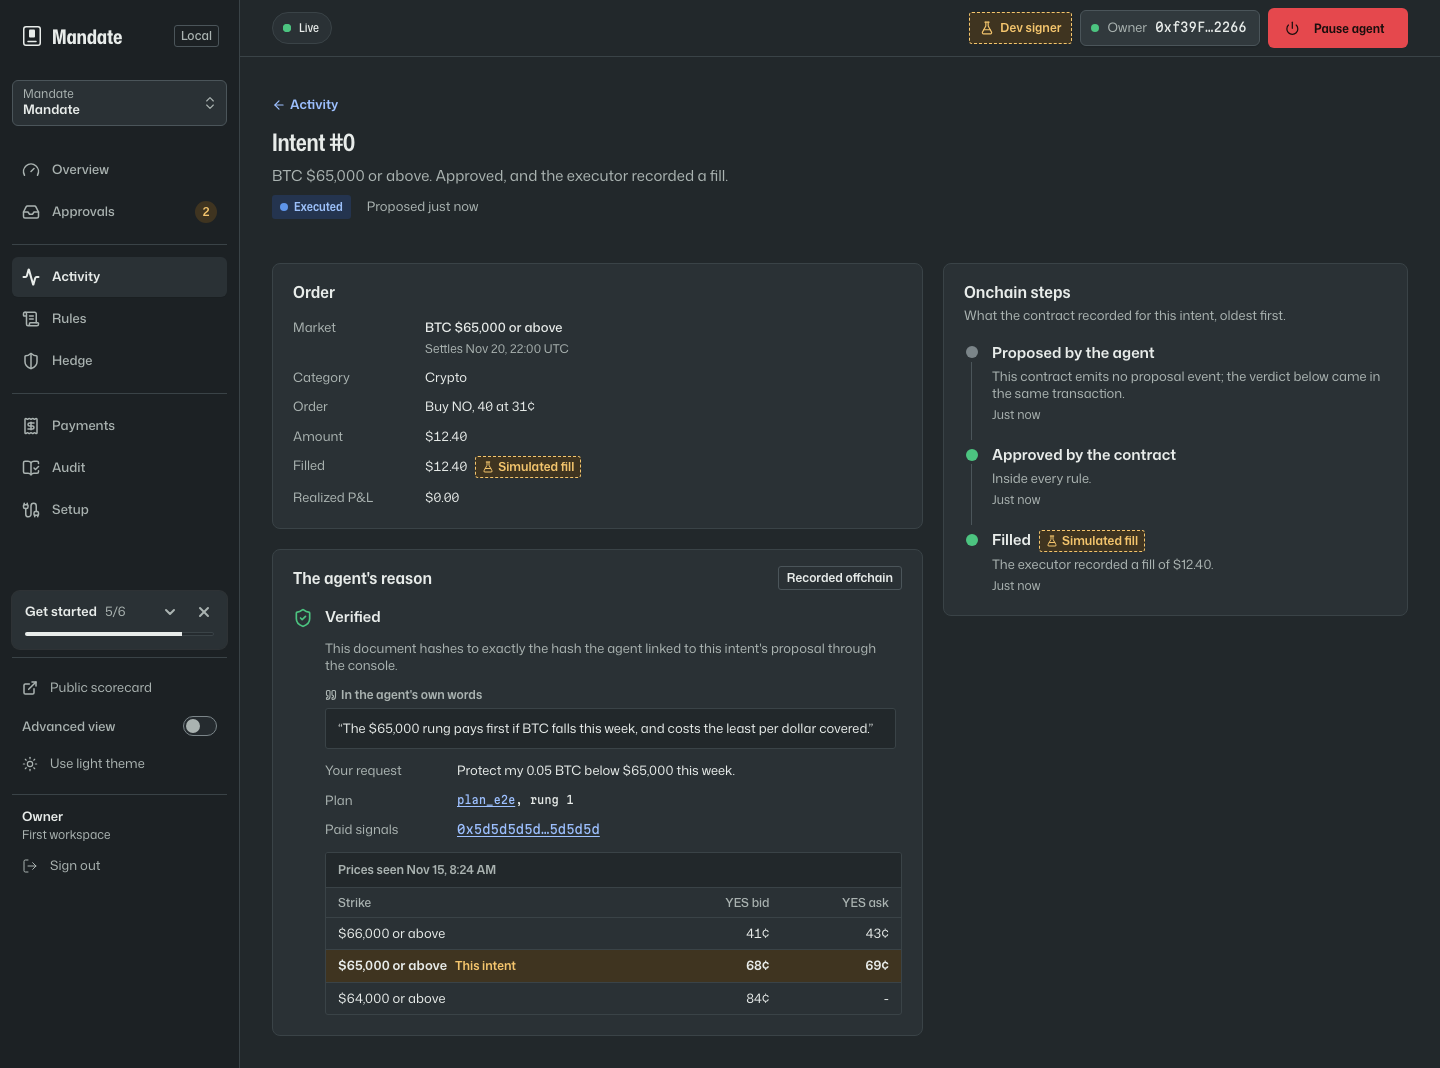 Mandate
Local
Mandate
Mandate
Overview
Approvals 2
Activity
Rules
Hedge
Payments
Audit
Setup
Get started 5/6
Public scorecard
Advanced view
Use light theme
Owner
First workspace
Sign out
Live
Dev signer
Owner 0xf39F…2266
Pause agent
← Activity
Intent #0
BTC $65,000 or above. Approved, and the executor recorded a fill.
Executed Proposed just now
Order
Market BTC $65,000 or above
Settles Nov 20, 22:00 UTC
Category Crypto
Order Buy NO, 40 at 31¢
Amount $12.40
Filled $12.40 Simulated fill
Realized P&L $0.00
The agent's reason
Recorded offchain
Verified
This document hashes to exactly the hash the agent linked to this intent's proposal through
the console.
In the agent's own words
“The $65,000 rung pays first if BTC falls this week, and costs the least per dollar covered.”
Your request Protect my 0.05 BTC below $65,000 this week.
Plan plan_e2e, rung 1
Paid signals 0x5d5d5d5d…5d5d5d
Prices seen Nov 15, 8:24 AM
Strike YES bid YES ask
$66,000 or above 41¢ 43¢
$65,000 or above This intent 68¢ 69¢
$64,000 or above 84¢ -
Onchain steps
What the contract recorded for this intent, oldest first.
Proposed by the agent
This contract emits no proposal event; the verdict below came in
the same transaction.
Just now
Approved by the contract
Inside every rule.
Just now
Filled Simulated fill
The executor recorded a fill of $12.40.
Just now